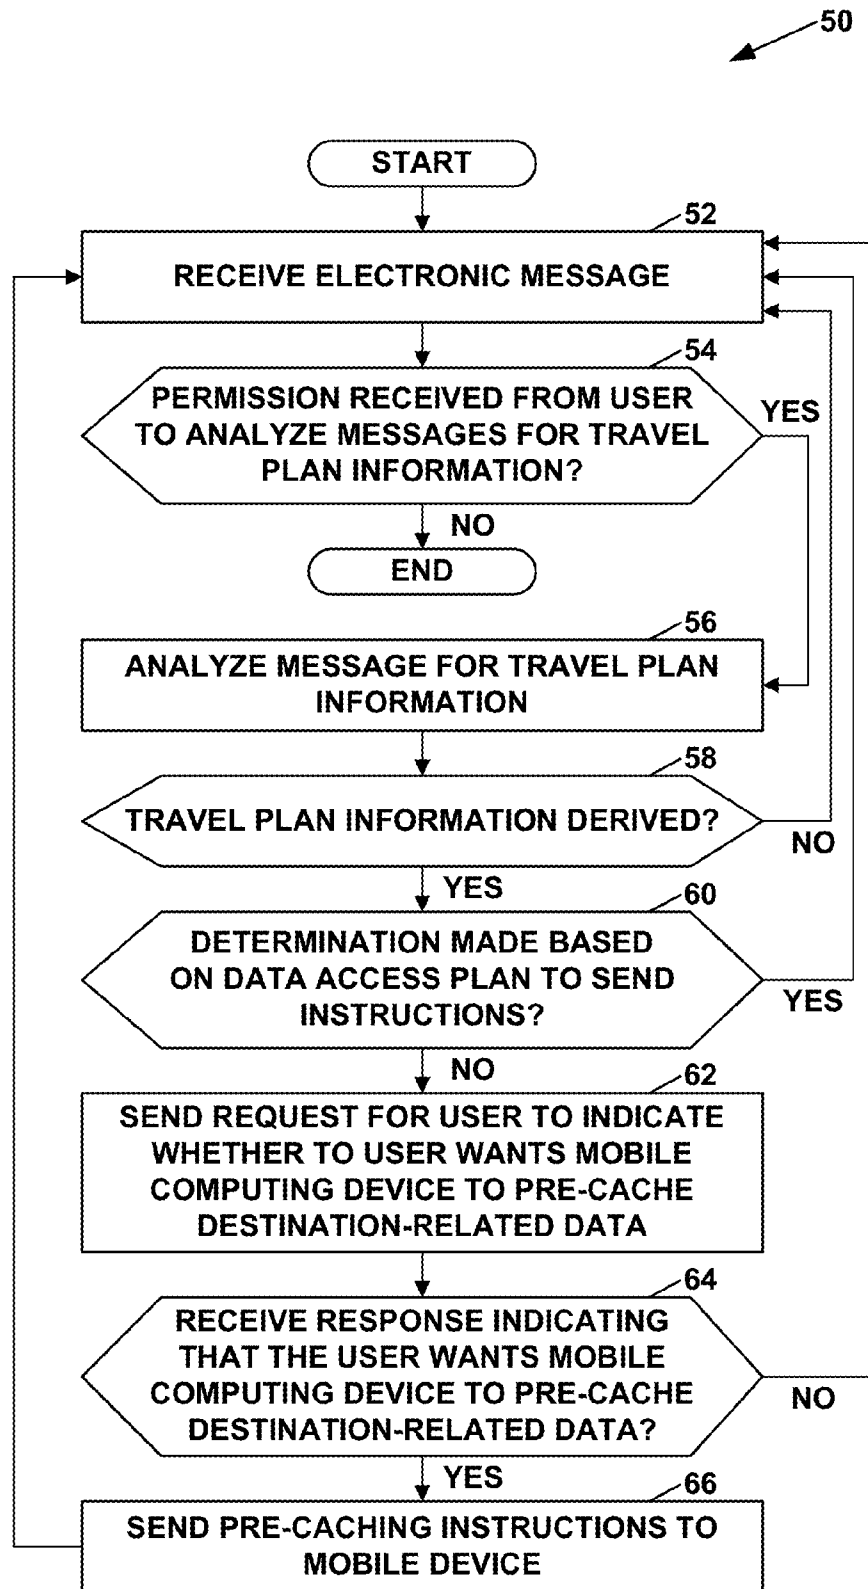 50
START
52
RECEIVE ELECTRONIC MESSAGE
54
PERMISSION RECEIVED FROM USER
TO ANALYZE MESSAGES FOR TRAVEL
PLAN INFORMATION?
YES
NO
END
56
ANALYZE MESSAGE FOR TRAVEL PLAN
INFORMATION
58
TRAVEL PLAN INFORMATION DERIVED?
NO
YES
60
DETERMINATION MADE BASED
ON DATA ACCESS PLAN TO SEND
INSTRUCTIONS?
YES
NO
62
SEND REQUEST FOR USER TO INDICATE
WHETHER TO USER WANTS MOBILE
COMPUTING DEVICE TO PRE-CACHE
DESTINATION-RELATED DATA
64
RECEIVE RESPONSE INDICATING
THAT THE USER WANTS MOBILE
COMPUTING DEVICE TO PRE-CACHE
DESTINATION-RELATED DATA?
NO
YES
66
SEND PRE-CACHING INSTRUCTIONS TO
MOBILE DEVICE